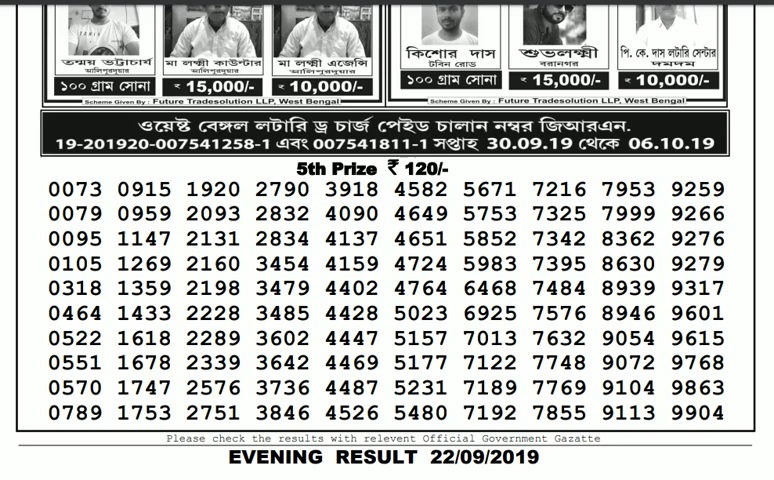 তন্ময় ভট্টাচার্য
আলিপুরদুয়ার
১০০ গ্রাম সোনা
মা লক্ষ্মী কাউন্টার
আলিপুরদুয়ার
₹ 15,000/-
মা লক্ষ্মী এজেন্সি
আলিপুরদুয়ার
₹ 10,000/-
Scheme Given By : Future Tradesolution LLP, West Bengal
কিশোর দাস
টবিন রোড
১০০ গ্রাম সোনা
শুভলক্ষ্মী
বরানগর
₹ 15,000/-
পি. কে. দাস লটারি সেন্টার
দমদম
₹ 10,000/-
Scheme Given By : Future Tradesolution LLP, West Bengal
ওয়েষ্ট বেঙ্গল লটারি ড্র চার্জ পেইড চালান নম্বর জিআরএন.
19-201920-007541258-1 এবং 007541811-1 সপ্তাহ 30.09.19 থেকে 06.10.19
5th Prize ₹ 120/-
0073 0915 1920 2790 3918 4582 5671 7216 7953 9259
0079 0959 2093 2832 4090 4649 5753 7325 7999 9266
0095 1147 2131 2834 4137 4651 5852 7342 8362 9276
0105 1269 2160 3454 4159 4724 5983 7395 8630 9279
0318 1359 2198 3479 4402 4764 6468 7484 8939 9317
0464 1433 2228 3485 4428 5023 6925 7576 8946 9601
0522 1618 2289 3602 4447 5157 7013 7632 9054 9615
0551 1678 2339 3642 4469 5177 7122 7748 9072 9768
0570 1747 2576 3736 4487 5231 7189 7769 9104 9863
0789 1753 2751 3846 4526 5480 7192 7855 9113 9904
Please check the results with relevent Official Government Gazatte
EVENING RESULT 22/09/2019